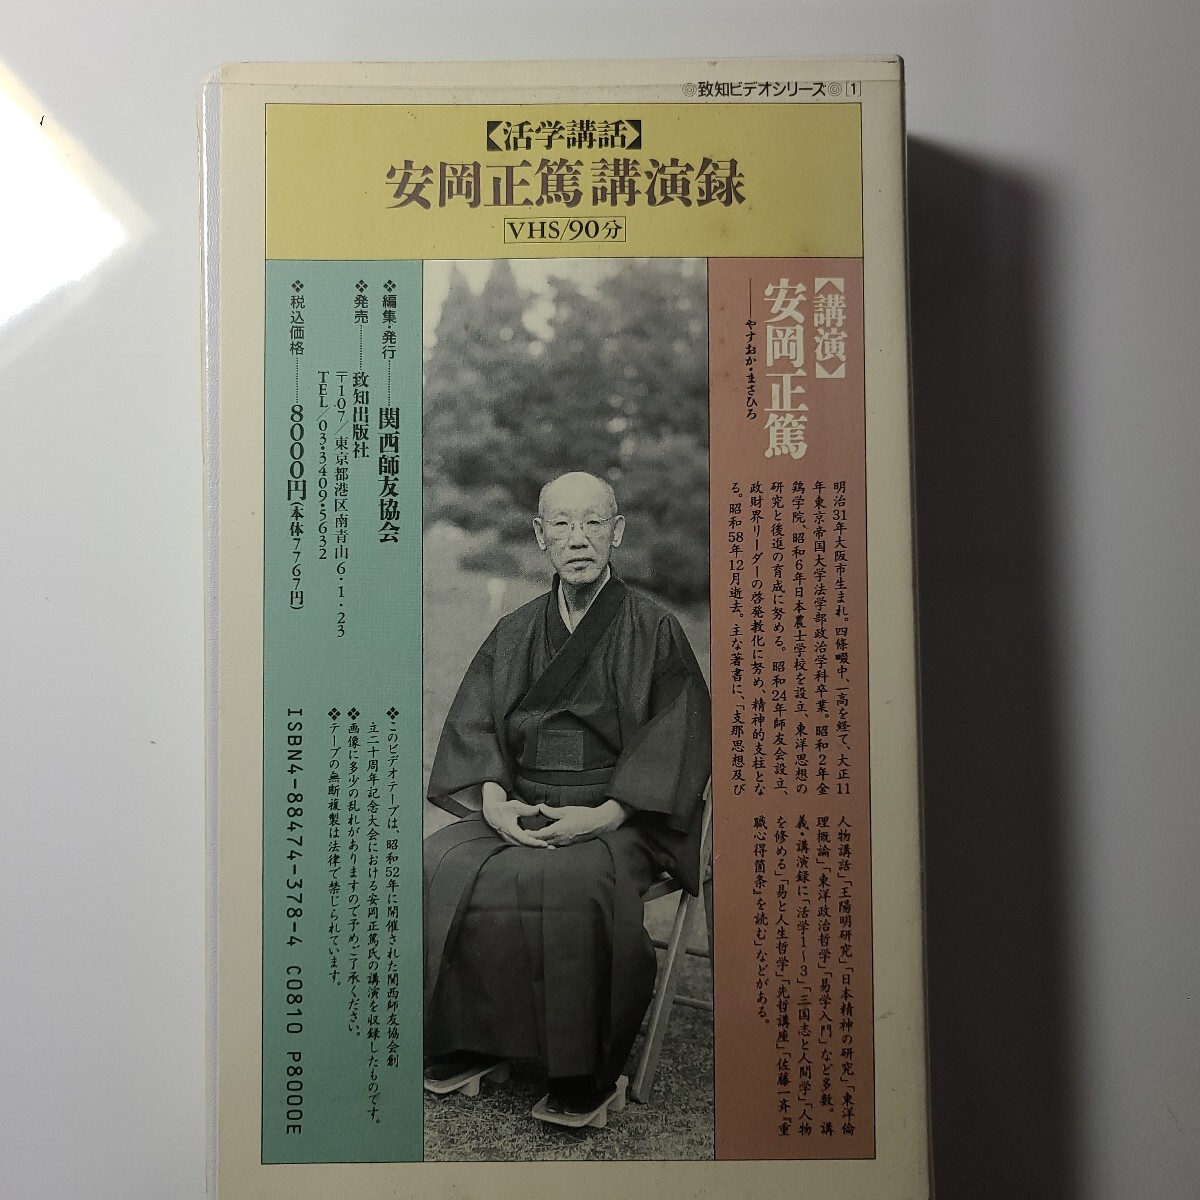 ◎致知ビデオシリーズ◎[1]
【活学講話】
安岡正篤講演録
VHS/90分
【講演】
安岡正篤
――やすおか・まさひろ
明治31年大阪市生まれ。四條畷中、一高を経て、大正11
年東京帝国大学法学部政治学科卒業。昭和2年金
鶏学院、昭和6年日本農士学校を設立、東洋思想の
研究と後進の育成に努める。昭和24年師友会設立、
政財界リーダーの啓発教化に努め、精神的支柱とな
る。昭和58年12月逝去。主な著書に、「支那思想及び
人物講話」「王陽明研究」「日本精神の研究」「東洋倫
理概論」「東洋政治哲学」「易学入門」など多数。講
義・講演録に「活学1〜3」「三国志と人間学」「人物
を修める」「易と人生哲学」「先哲講座」「佐藤一斉『重
職心得箇条』を読む」などがある。
❖編集・発行………関西師友協会
❖発売…………致知出版社
〒107／東京都港区南青山6・1・23
TEL／03・3409・5632
❖税込価格…………8000円(本体7767円)
❖このビデオテープは、昭和52年に開催された関西師友協会創
立二十周年記念大会における安岡正篤氏の講演を収録したものです。
❖画像に多少の乱れがありますので予めご了承ください。
❖テープの無断複製は法律で禁じられています。
ISBN4-88474-378-4 C0810 P8000E